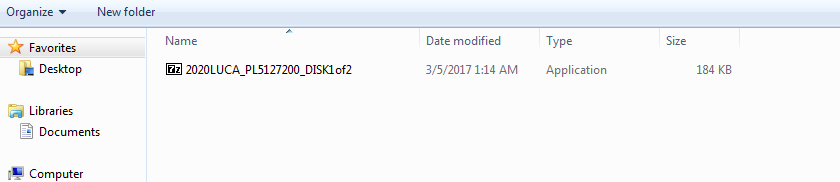 Organize New folder
Favorites
Desktop
Libraries
Documents
Computer
Name Date modified Type Size
7z 2020LUCA_PL5127200_DISK1of2 3/5/2017 1:14 AM Application 184 KB